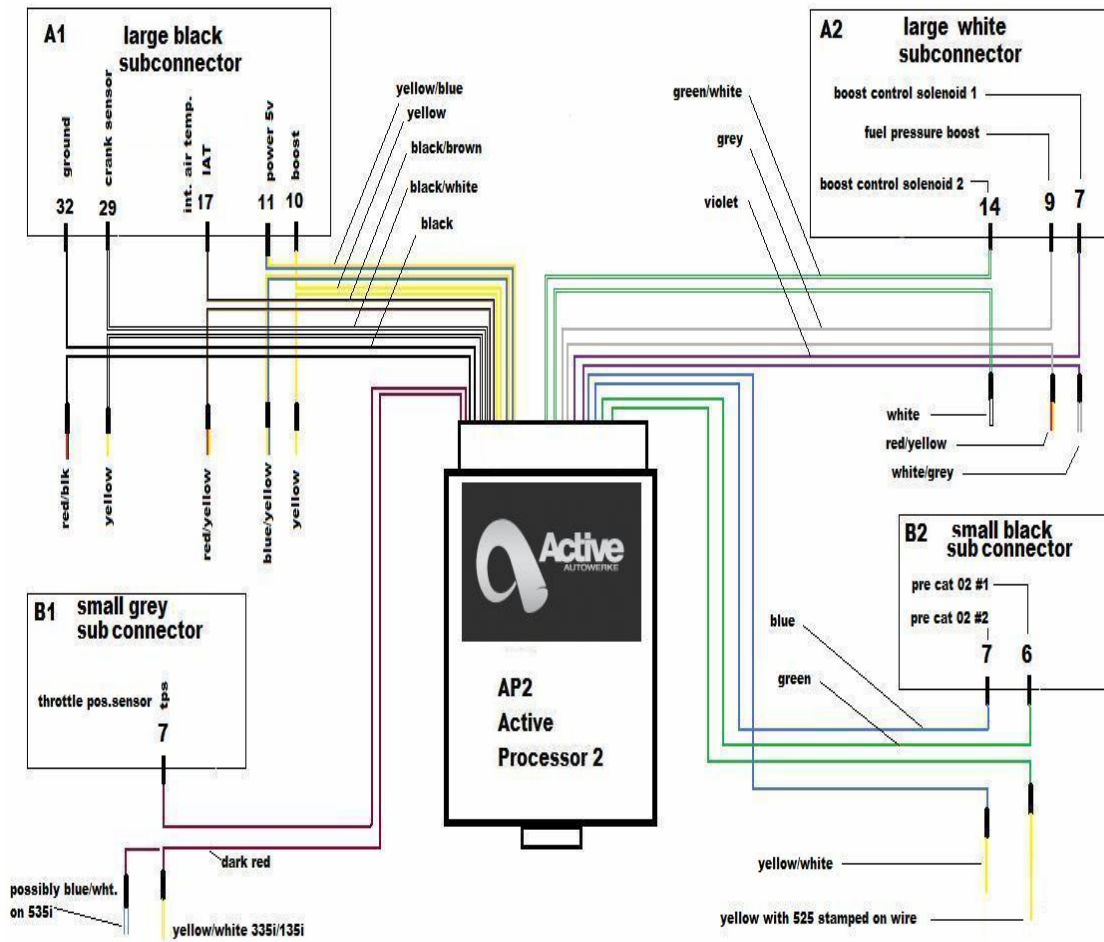 A1
large black
subconnector
ground
crank sensor
int. air temp.
IAT
power 5v
boost
32
29
17
11
10
yellow/blue
yellow
black/brown
black/white
black
red/blk
yellow
red/yellow
blue/yellow
yellow
green/white
grey
violet
A2
large white
subconnector
boost control solenoid 1
fuel pressure boost
boost control solenoid 2
14
9
7
white
red/yellow
white/grey
B1
small grey
sub connector
throttle pos.sensor
tps
7
dark red
possibly blue/wht.
on 535i
yellow/white 335i/135i
Active
AUTOWERKE
AP2
Active
Processor 2
B2
small black
sub connector
pre cat 02 #1
pre cat 02 #2
7
6
blue
green
yellow/white
yellow with 525 stamped on wire